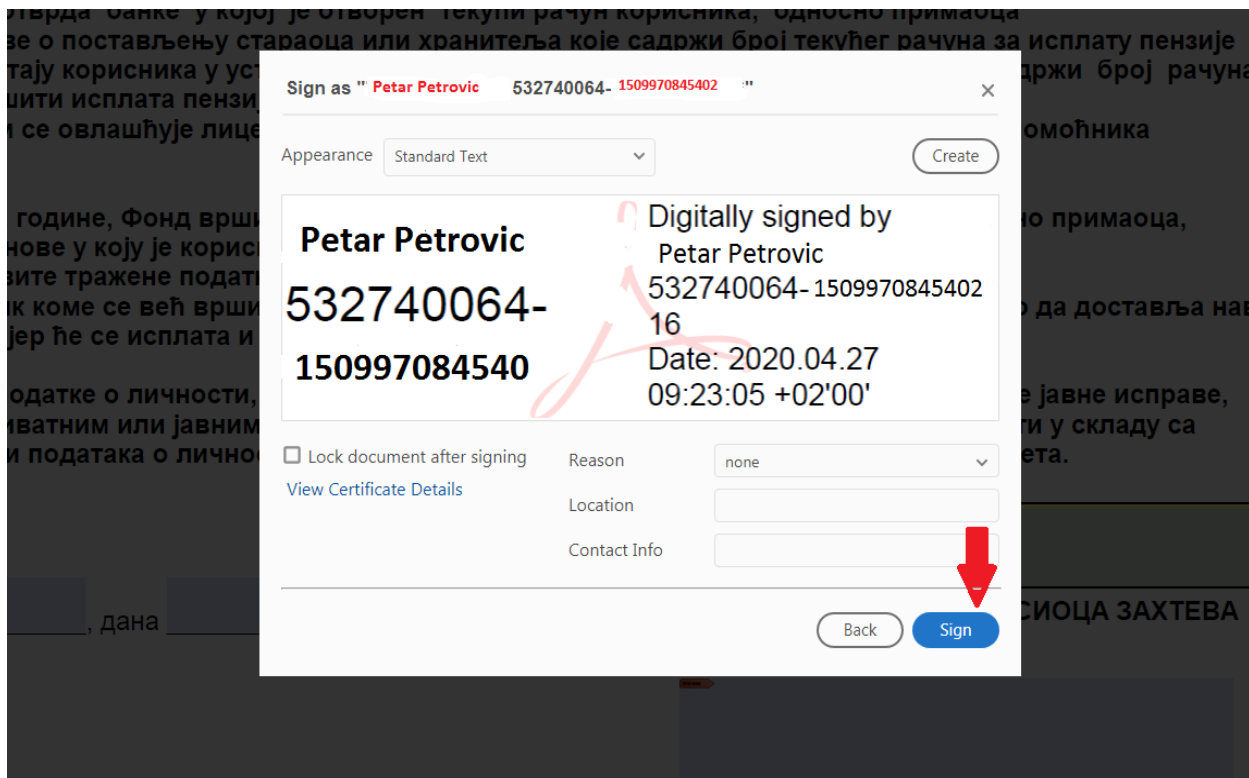 отврда банке у којој је отворен текући рачун корисника, односно примаоца
ве о постављењу стараоца или хранитеља које садржи број текућег рачуна за исплату пензије
тају корисника у уст
држи број рачуна
шити исплата пензиј
и се овлашћује лице
омоћника
Sign as " Petar Petrovic 532740064- 1509970845402 "
Appearance Standard Text Create
године, Фонд врши
но примаоца,
нове у коју је корис
вите тражене подат
ик коме се већ врши
о да доставља нав
јер ће се исплата и
Petar Petrovic
532740064-
150997084540
Digitally signed by
Petar Petrovic
532740064- 1509970845402
16
Date: 2020.04.27
09:23:05 +02'00'
одатке о личности,
е јавне исправе,
иватним или јавним
ти у складу са
и података о лично
ета.
Lock document after signing
View Certificate Details
Reason none
Location
Contact Info
, дана
СИОЦА ЗАХТЕВА
Back Sign